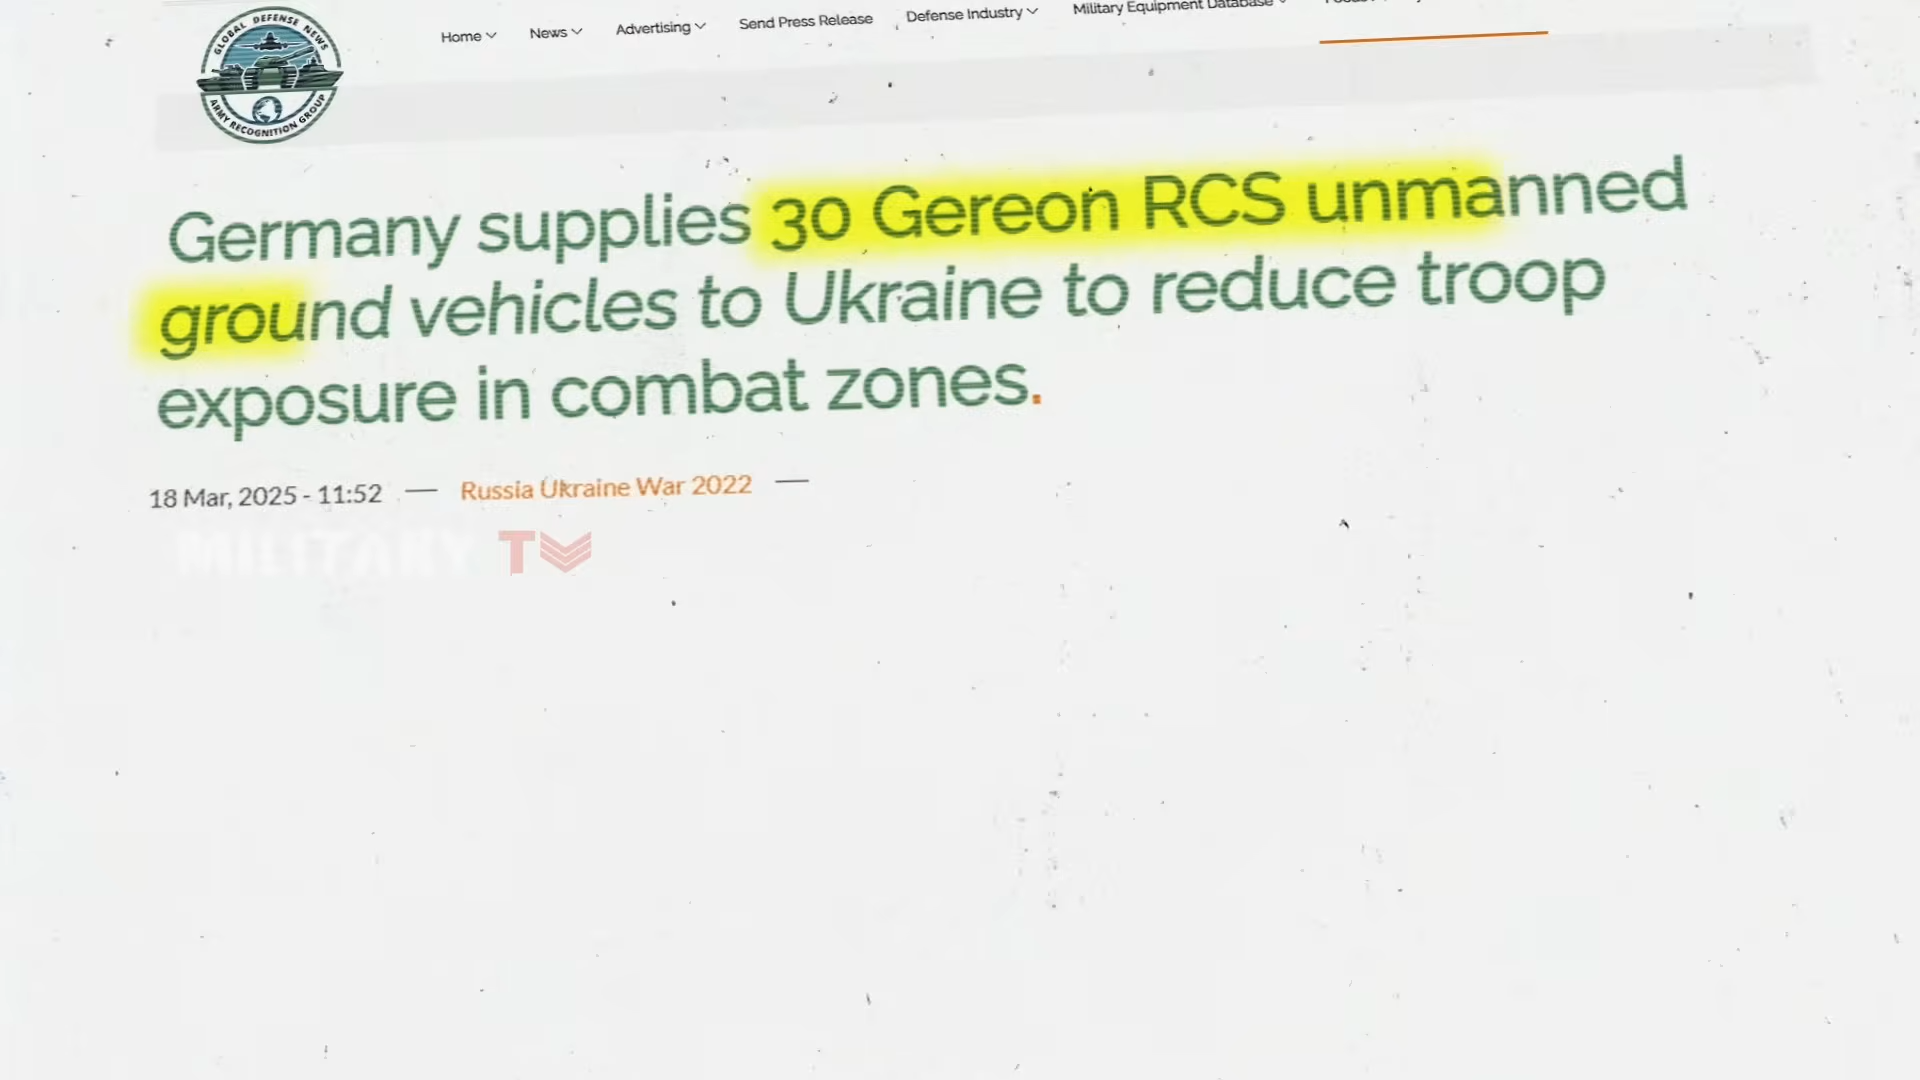 GLOBAL DEFENSE NEWS
ARMY RECOGNITION GROUP
Home News Advertising Send Press Release Defense Industry Military Equipment Database
Germany supplies 30 Gereon RCS unmanned
ground vehicles to Ukraine to reduce troop
exposure in combat zones.
18 Mar, 2025 - 11:52 — Russia Ukraine War 2022 —
MILITARY TV